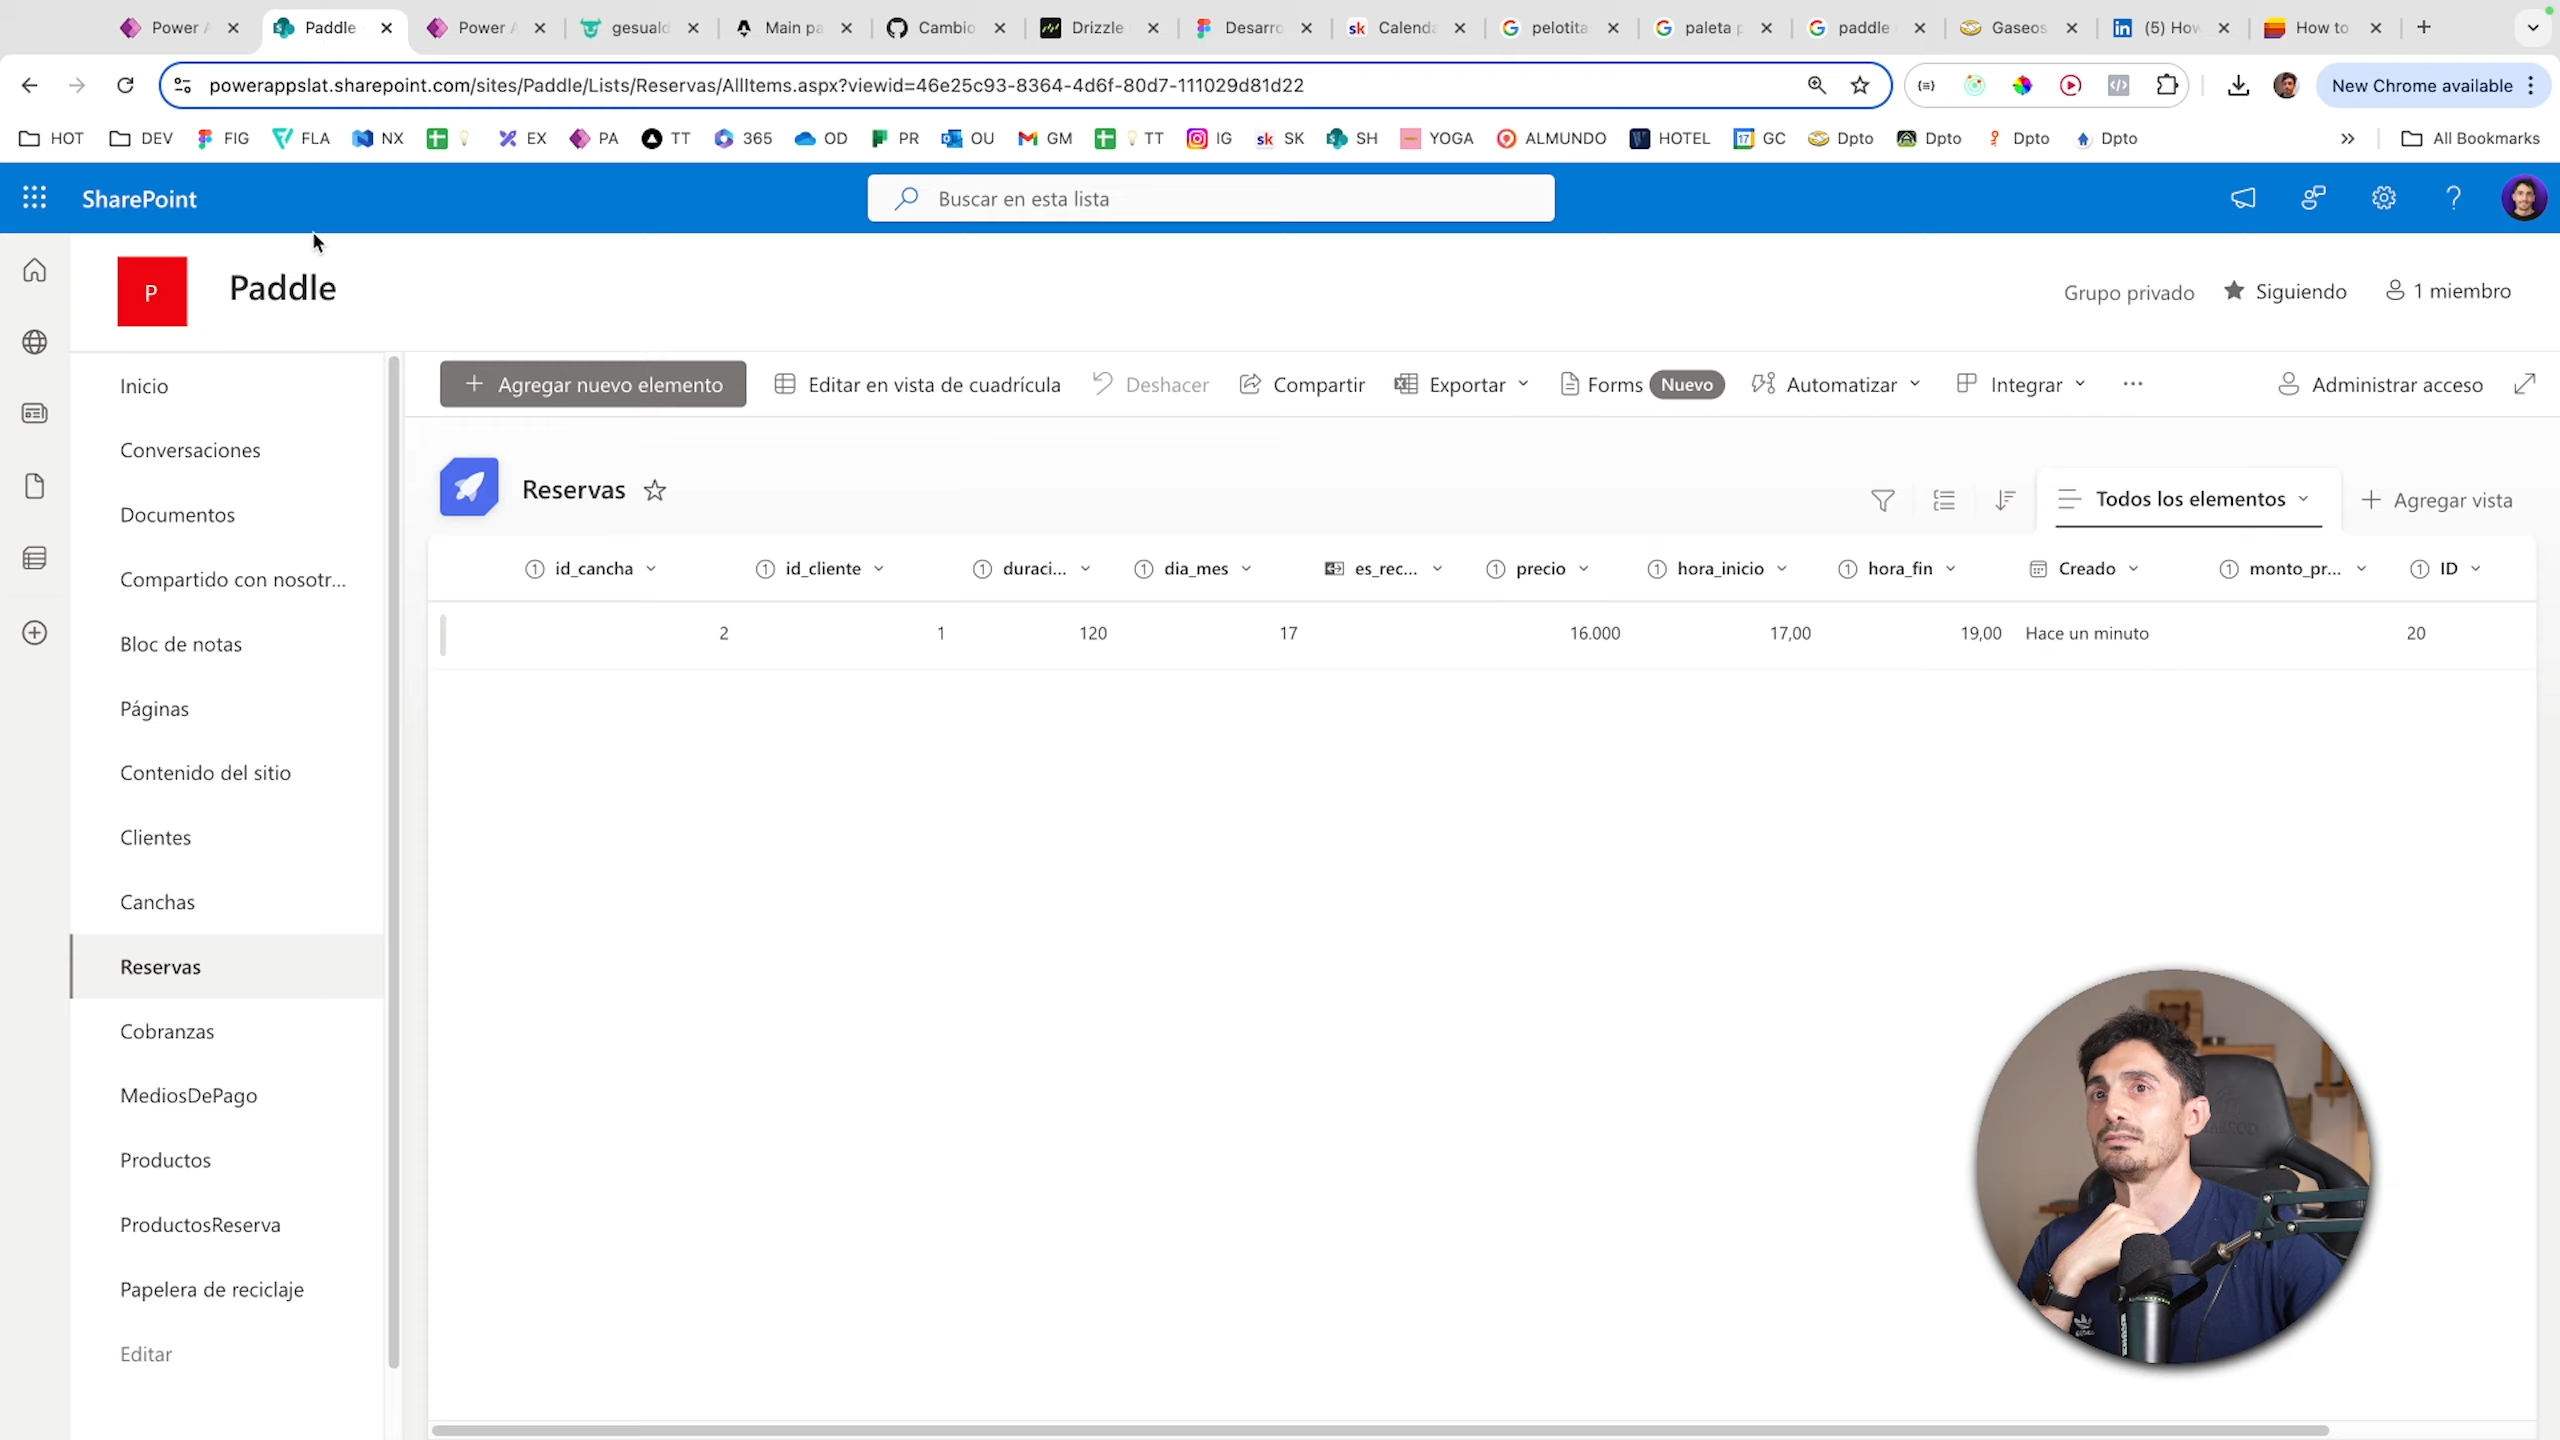 Power A
Paddle
Power A
gesuald
Main pa
Cambio
Drizzle
Desarro
sk Calenda
pelotita
paleta p
paddle
Gaseos
(5) How
How to
powerappslat.sharepoint.com/sites/Paddle/Lists/Reservas/AllItems.aspx?viewid=46e25c93-8364-4d6f-80d7-111029d81d22
New Chrome available
HOT
DEV
FIG
FLA
NX
EX
PA
TT
365
OD
PR
OU
GM
TT
IG
sk SK
SH
YOGA
ALMUNDO
HOTEL
17 GC
Dpto
Dpto
Dpto
Dpto
All Bookmarks
SharePoint
Buscar en esta lista
P
Paddle
Grupo privado
Siguiendo
1 miembro
Inicio
Conversaciones
Documentos
Compartido con nosotr...
Bloc de notas
Páginas
Contenido del sitio
Clientes
Canchas
Reservas
Cobranzas
MediosDePago
Productos
ProductosReserva
Papelera de reciclaje
Editar
Agregar nuevo elemento
Editar en vista de cuadrícula
Deshacer
Compartir
Exportar
Forms Nuevo
Automatizar
Integrar
Administrar acceso
Reservas
Todos los elementos
Agregar vista
id_cancha id_cliente duraci... dia_mes es_rec... precio hora_inicio hora_fin Creado monto_pr... ID
2 1 120 17 16.000 17,00 19,00 Hace un minuto 20